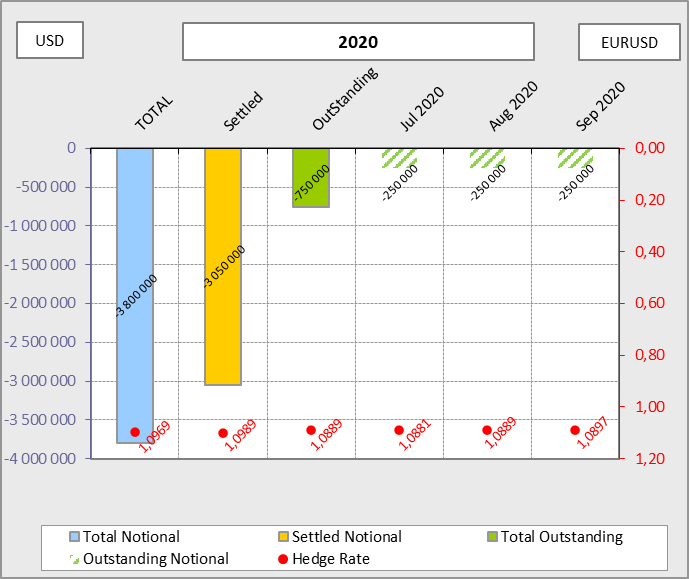 USD
2020
EURUSD
TOTAL
Settled
OutStanding
Jul 2020
Aug 2020
Sep 2020
0
-500 000
-1 000 000
-1 500 000
-2 000 000
-2 500 000
-3 000 000
-3 500 000
-4 000 000
-3 800 000
-3 050 000
-750 000
-250 000
-250 000
-250 000
1,0969
1,0989
1,0889
1,0881
1,0889
1,0897
0,00
0,20
0,40
0,60
0,80
1,00
1,20
Total Notional
Settled Notional
Total Outstanding
Outstanding Notional
Hedge Rate